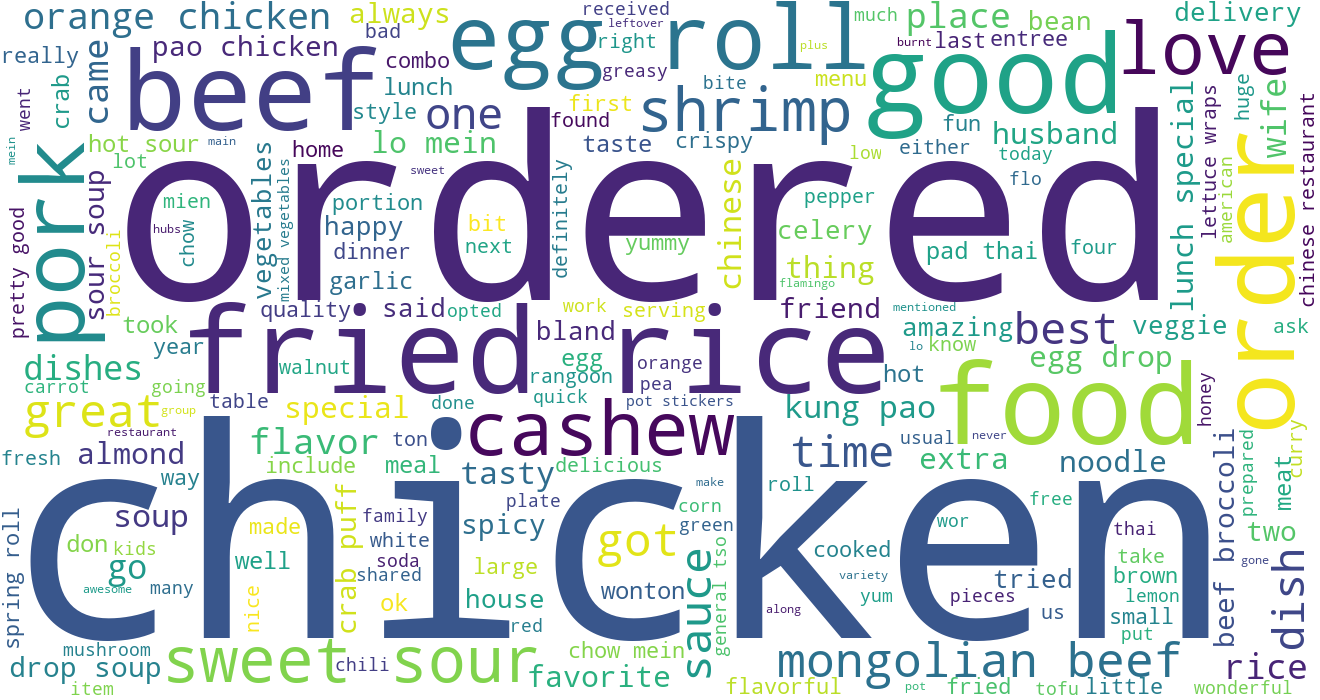 orange chicken
always
received
leftover
much
place
bean
delivery
really
pao chicken
bad
combo
egg roll
right
greasy
plus
burnt
last
entree
love
went
crab
came
beef
lunch
style
one
first
found
bite
menu
shrimp
good
huge
lettuce wraps
wife
hot sour
main
lot
home
lo mein
taste
crispy
low
either
fun
husband
today
lunch special
american
chinese restaurant
mein
pork
sour soup
vegetables
mixed vegetables
sweet
ordered
mien
hubs
chow
portion
happy
dinner
garlic
bit
next
definitely
yummy
chinese
pepper
celery
thing
flamingo
flo
pad thai
four
order
pretty good
broccoli
quality
said
opted
work
serving
friend
mentioned
took
year
fried rice
bland
egg
rangoon
quick
orange
pea
pot stickers
amazing
lo
know
best
veggie
ask
dishes
carrot
going
walnut
hot
egg drop
honey
great
group
table
special
done
cashew
kung pao
food
never
restaurant
fresh
almond
way
flavor
include
ton
meal
tasty
delicious
time
usual
extra
noodle
beef broccoli
prepared
meat
curry
spring roll
soup
don
kids
go
awesome
many
made
well
nice
crab puff
family
white
soda
shared
ok
chicken
plate
spicy
large
house
red
make
corn
green
got
wonton
sauce
general tso
roll
along
cooked
variety
yum
wor
free
pieces
tried
us
thai
take
brown
lemon
small
put
two
gone
dish
mushroom
drop soup
item
sweet sour
chili
favorite
chow mein
flavorful
mongolian beef
pot
fried
tofu
little
rice
wonderful